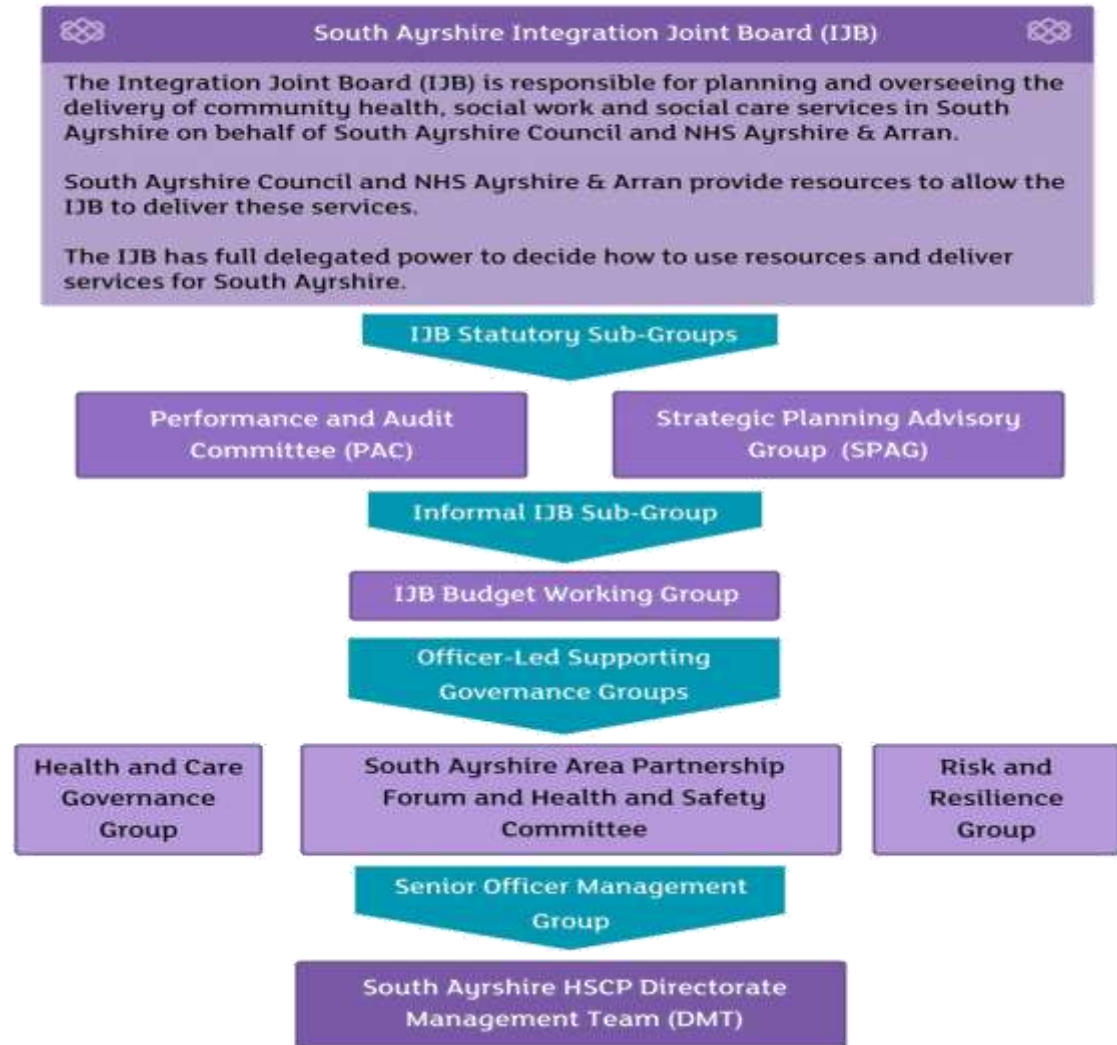 South Ayrshire Integration Joint Board (IJB)
The Integration Joint Board (IJB) is responsible for planning and overseeing the
delivery of community health, social work and social care services in South
Ayrshire on behalf of South Ayrshire Council and NHS Ayrshire & Arran.
South Ayrshire Council and NHS Ayrshire & Arran provide resources to allow the
IJB to deliver these services.
The IJB has full delegated power to decide how to use resources and deliver
services for South Ayrshire.
IJB Statutory Sub-Groups
Performance and Audit
Committee (PAC)
Strategic Planning Advisory
Group (SPAG)
Informal IJB Sub-Group
IJB Budget Working Group
Officer-Led Supporting
Governance Groups
Health and Care
Governance
Group
South Ayrshire Area Partnership
Forum and Health and Safety
Committee
Risk and
Resilience
Group
Senior Officer Management
Group
South Ayrshire HSCP Directorate
Management Team (DMT)